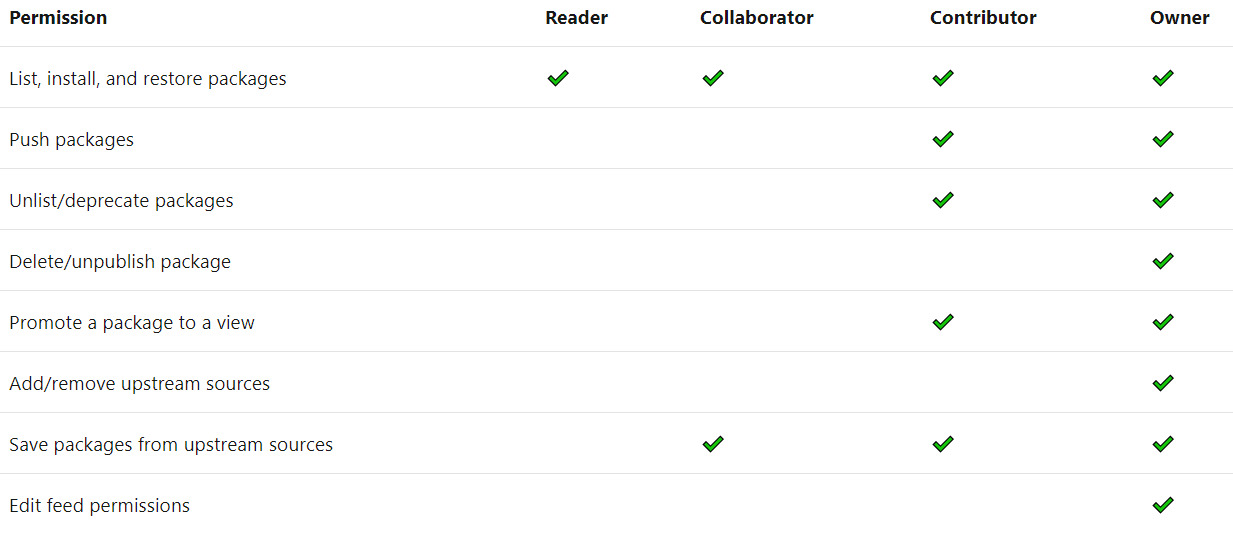 Permission Reader Collaborator Contributor Owner
List, install, and restore packages ✔ ✔ ✔ ✔
Push packages ✔ ✔
Unlist/deprecate packages ✔ ✔
Delete/unpublish package ✔
Promote a package to a view ✔ ✔
Add/remove upstream sources ✔
Save packages from upstream sources ✔ ✔ ✔
Edit feed permissions ✔